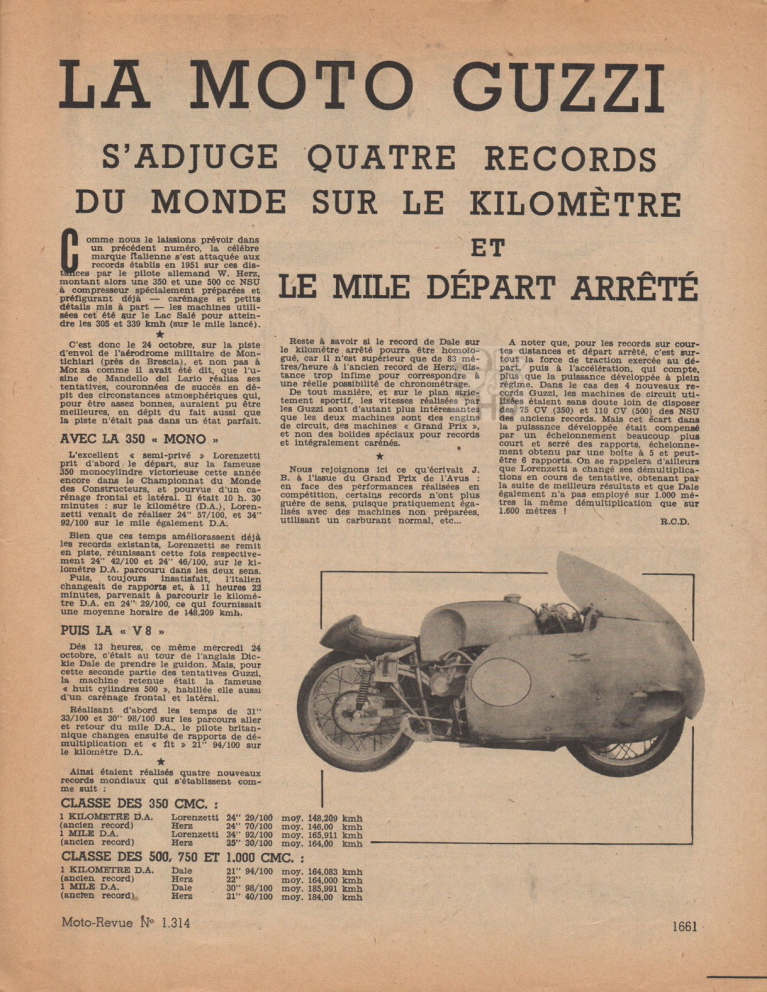 LA MOTO GUZZI
S'ADJUGE QUATRE RECORDS
DU MONDE SUR LE KILOMÈTRE
ET
LE MILE DÉPART ARRÊTÉ
Comme nous le laissions prévoir dans
un précédent numéro, la célèbre
marque Italienne s'est attaquée aux
records établis en 1951 sur ces dis-
tances par le pilote allemand W. Herz,
montant alors une 350 et une 500 cc NSU
à compresseur spécialement préparées et
préfigurant déjà — carénage et petits
détails mis à part — les machines utili-
sées cet été sur le Lac Salé pour attein-
dre les 305 et 339 kmh (sur le mile lancé).
★
C'est donc le 24 octobre, sur la piste
d'envol de l'aérodrome militaire de Mon-
tichiari (près de Brescia), et non pas à
Monza comme il avait été dit, que l'u-
sine de Mandello del Lario réalisa ses
tentatives, couronnées de succès en dé-
pit des circonstances atmosphériques qui,
pour être assez bonnes, auraient pu être
meilleures, en dépit du fait aussi que
la piste n'était pas dans un état parfait.
AVEC LA 350 « MONO »
L'excellent « semi-privé » Lorenzetti
prit d'abord le départ, sur la fameuse
350 monocylindre victorieuse cette année
encore dans le Championnat du Monde
des Constructeurs, et pourvue d'un ca-
rénage frontal et latéral. Il était 10 h. 30
minutes : sur le kilomètre (D.A.), Loren-
zetti venait de réaliser 24" 57/100, et 34"
92/100 sur le mile également D.A.
Bien que ces temps améliorassent déjà
les records existants, Lorenzetti se remit
en piste, réunissant cette fois respective-
ment 24" 42/100 et 24" 46/100, sur le ki-
lomètre D.A. parcouru dans les deux sens.
Puis, toujours insatisfait, l'Italien
changeait de rapports et, à 11 heures 22
minutes, parvenait à parcourir le kilomè-
tre D.A. en 24" 29/100, ce qui fournissait
une moyenne horaire de 148,209 kmh.
PUIS LA « V 8 »
Dès 13 heures, ce même mercredi 24
octobre, c'était au tour de l'anglais Dic-
kie Dale de prendre le guidon. Mais, pour
cette seconde partie des tentatives Guzzi,
la machine retenue était la fameuse
« huit cylindres 500 », habillée elle aussi
d'un carénage frontal et latéral.
Réalisant d'abord les temps de 31"
33/100 et 30" 98/100 sur les parcours aller
et retour du mile D.A., le pilote britan-
nique changea ensuite de rapports de dé-
multiplication et « fit » 21" 94/100 sur
le kilomètre D.A.
★
Ainsi étaient réalisés quatre nouveaux
records mondiaux qui s'établissent com-
me suit :
CLASSE DES 350 CMC. :
1 KILOMETRE D.A. Lorenzetti 24" 29/100 moy. 148,209 kmh
(ancien record) Herz 24" 70/100 moy. 146,00 kmh
1 MILE D.A. Lorenzetti 34" 92/100 moy. 165,911 kmh
(ancien record) Herz 35" 30/100 moy. 164,00 kmh
CLASSE DES 500, 750 ET 1.000 CMC. :
1 KILOMETRE D.A. Dale 21" 94/100 moy. 164,083 kmh
(ancien record) Herz 22" moy. 164,000 kmh
1 MILE D.A. Dale 30" 98/100 moy. 185,991 kmh
(ancien record) Herz 31" 40/100 moy. 184,00 kmh
Reste à savoir si le record de Dale sur
le kilomètre arrêté pourra être homolo-
gué, car il n'est supérieur que de 83 mè-
tres/heure à l'ancien record de Herz, dis-
tance trop infime pour correspondre à
une réelle possibilité de chronométrage.
De tout manière, et sur le plan stric-
tement sportif, les vitesses réalisées par
les Guzzi sont d'autant plus intéressantes
que les deux machines sont des engins
de circuit, des machines « Grand Prix »,
et non des bolides spéciaux pour records
et intégralement carénés.
★
Nous rejoignons ici ce qu'écrivait J.
B. à l'issue du Grand Prix de l'Avus :
en face des performances réalisées en
compétition, certains records n'ont plus
guère de sens, puisque pratiquement éga-
lisés avec des machines non préparées,
utilisant un carburant normal, etc...
A noter que, pour les records sur cour-
tes distances et départ arrêté, c'est sur-
tout la force de traction exercée au dé-
part, puis à l'accélération, qui compte,
plus que la puissance développée à plein
régime. Dans le cas des 4 nouveaux re-
cords Guzzi, les machines de circuit uti-
lisées étaient sans doute loin de disposer
des 75 CV (350) et 110 CV (500) des NSU
des anciens records. Mais cet écart dans
la puissance développée était compensé
par un échelonnement beaucoup plus
court et serré des rapports, échelonne-
ment obtenu par une boîte à 5 et peut-
être 6 rapports. On se rappelera d'ailleurs
que Lorenzetti a changé ses démultiplica-
tions en cours de tentative, obtenant par
la suite de meilleurs résultats et que Dale
également n'a pas employé sur 1.000 mè-
tres la même démultiplication que sur
1.600 mètres !
R.C.D.
Moto-Revue Nº 1.314
1661